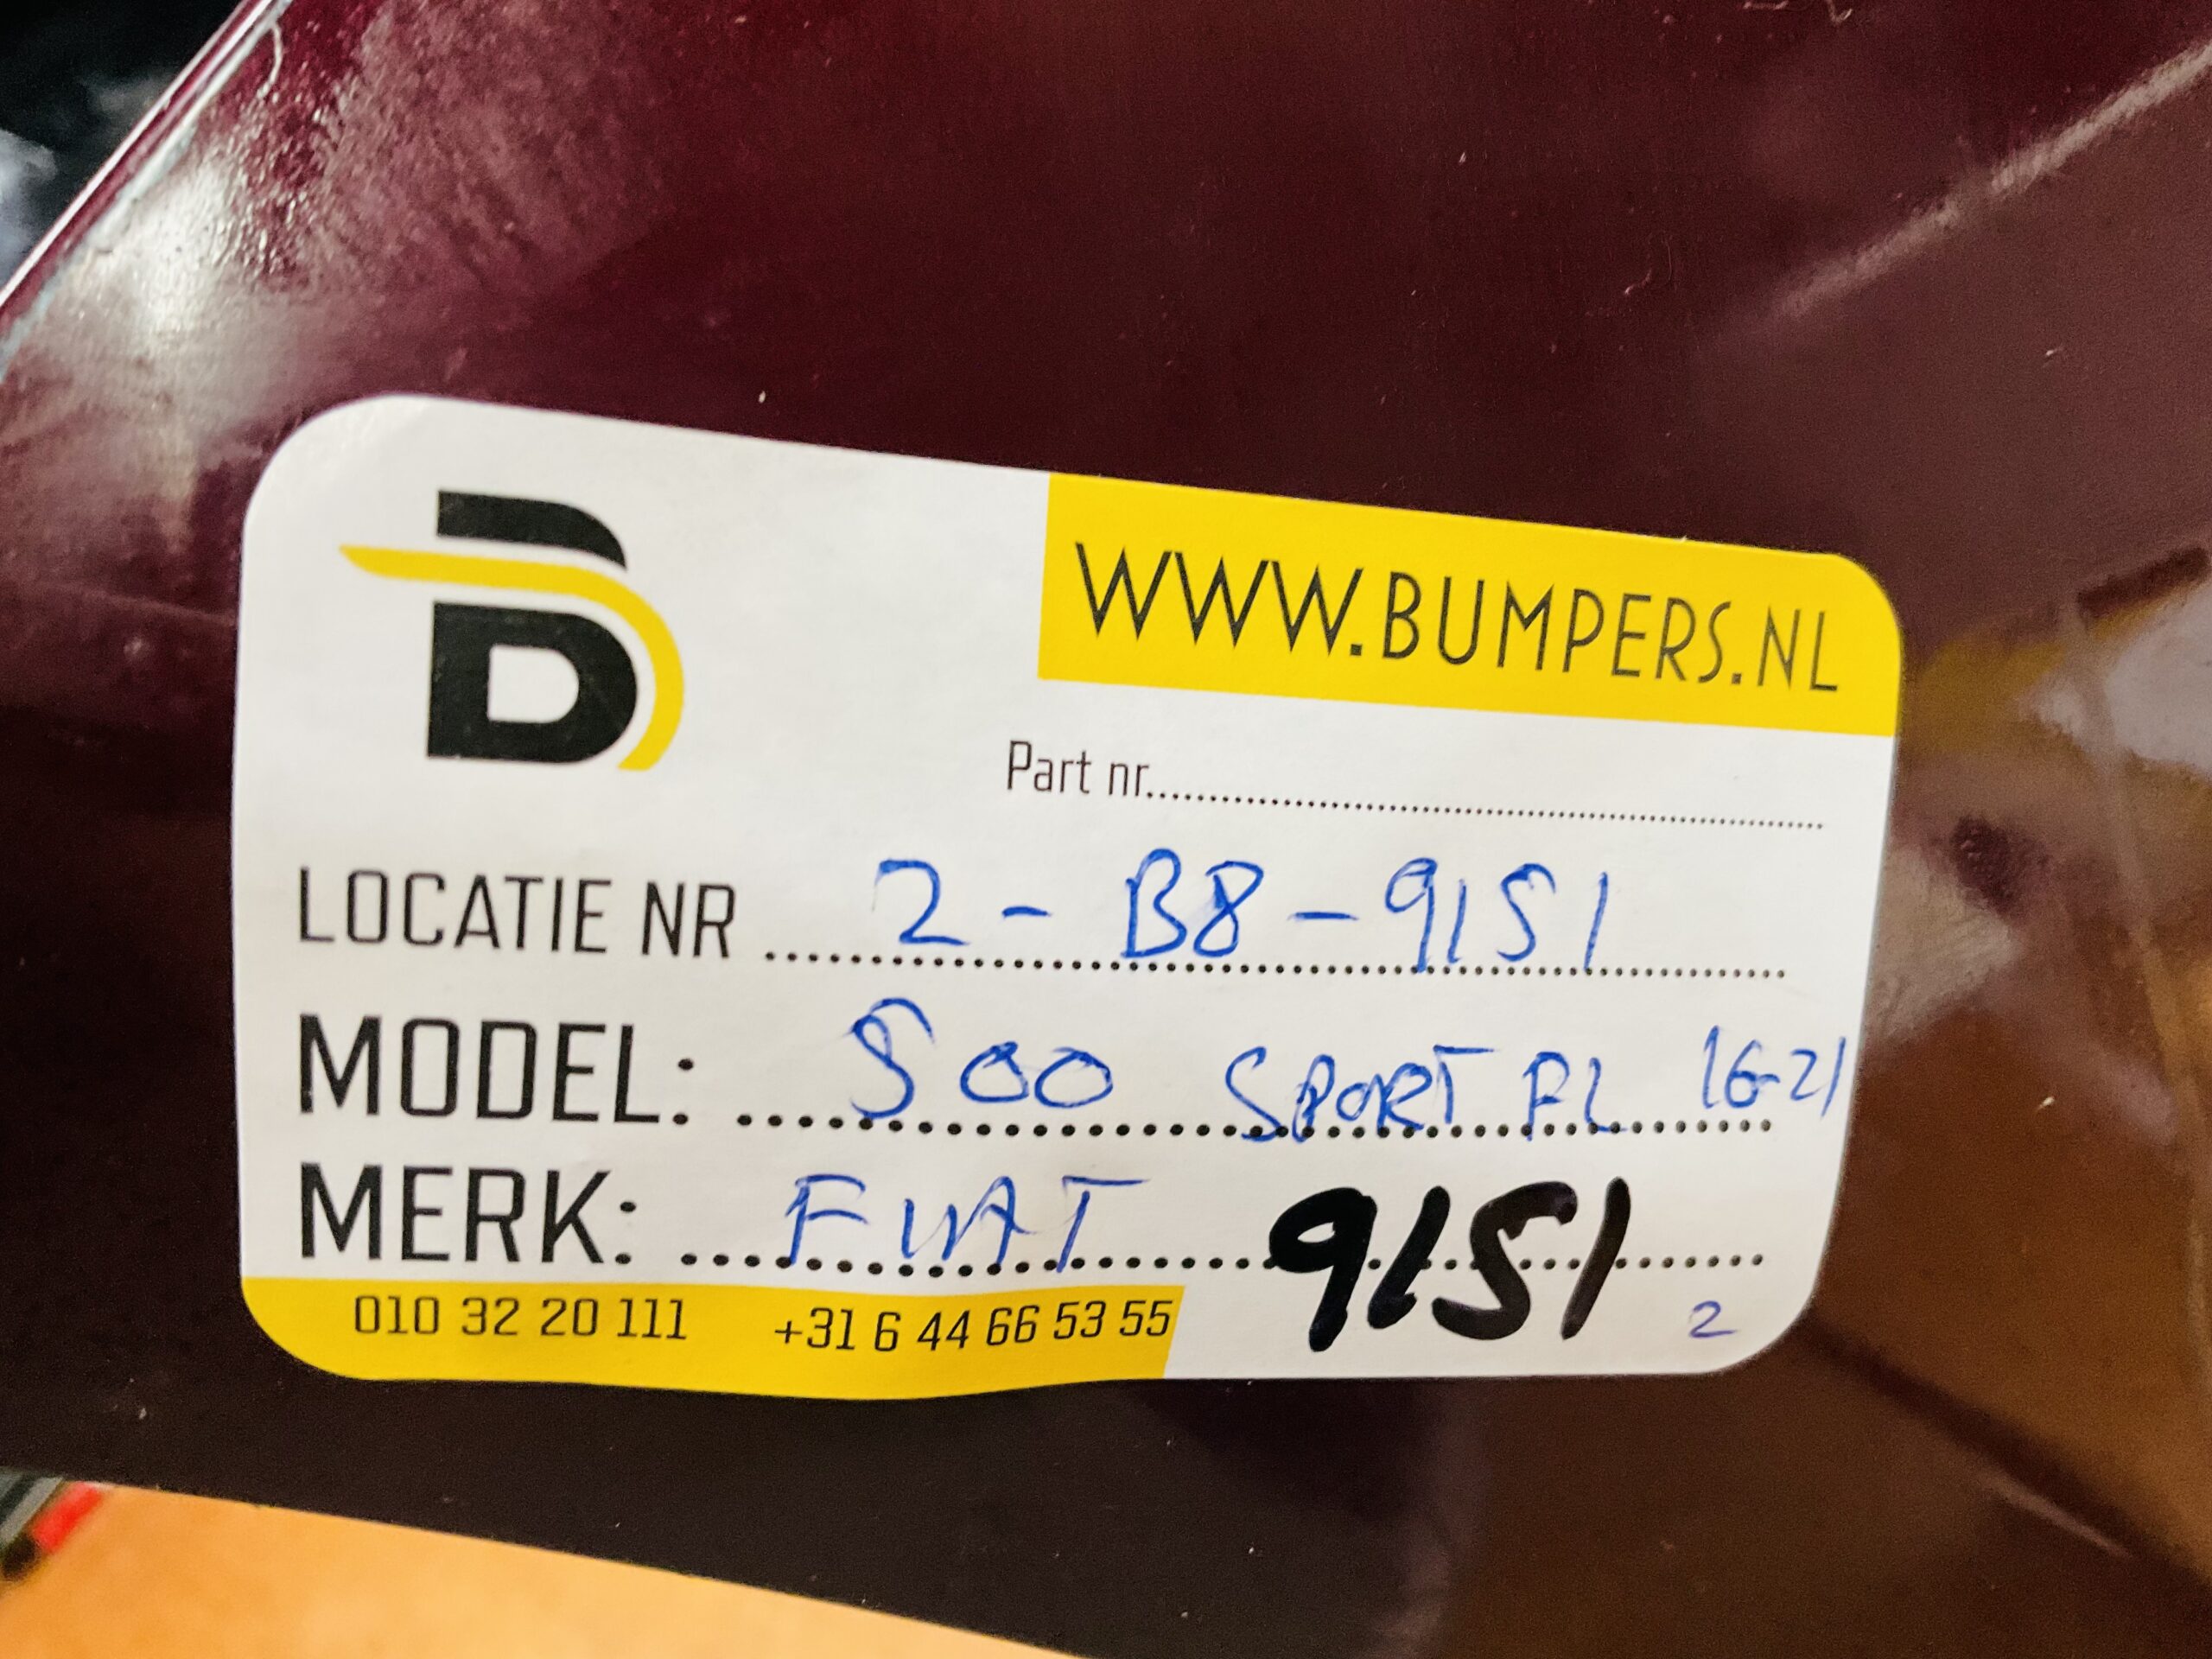 B
WWW.BUMPERS.NL
Part nr..........
LOCATIE NR .......... 2 - B8 - 9151
MODEL: .......... 500 SPORT FL 16-21
MERK: .......... FIAT 9151
010 32 20 111 +31 6 44 66 53 55 2